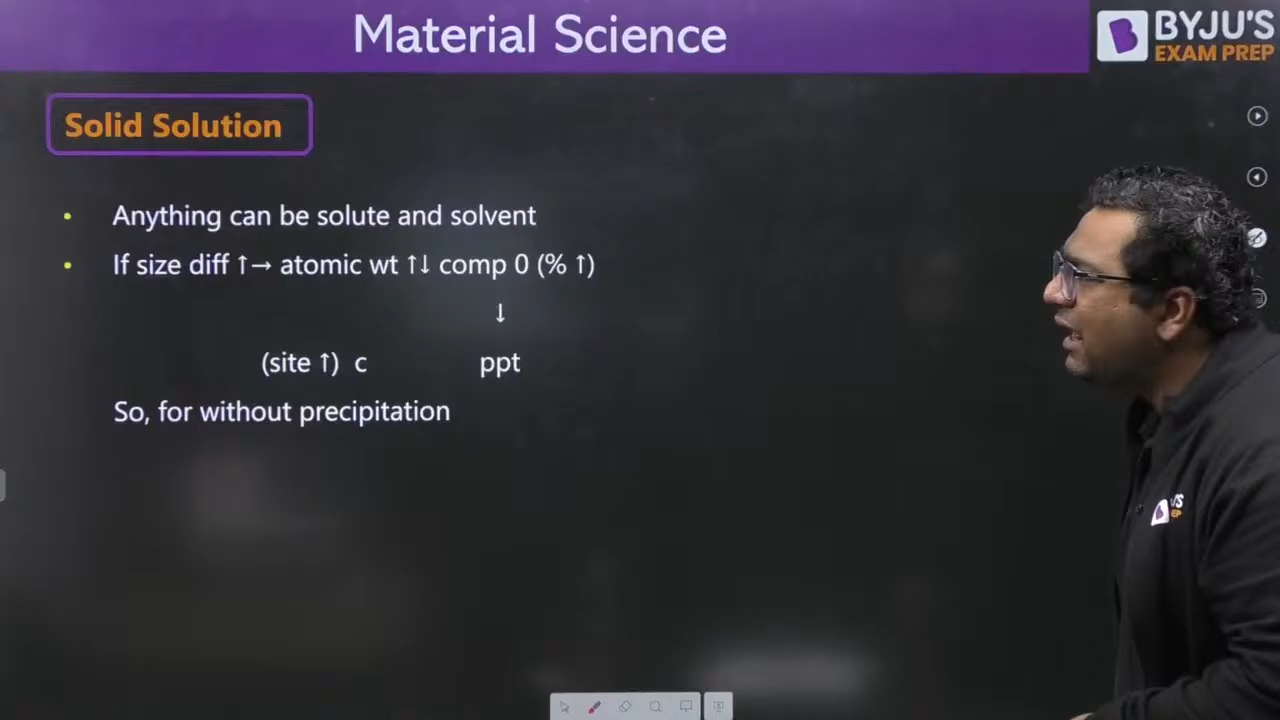 Material Science
BYJU'S
EXAM PREP
Solid Solution
• Anything can be solute and solvent
• If size diff ↑→ atomic wt ↑↓ comp 0 (% ↑)
↓
(site ↑) c ppt
So, for without precipitation